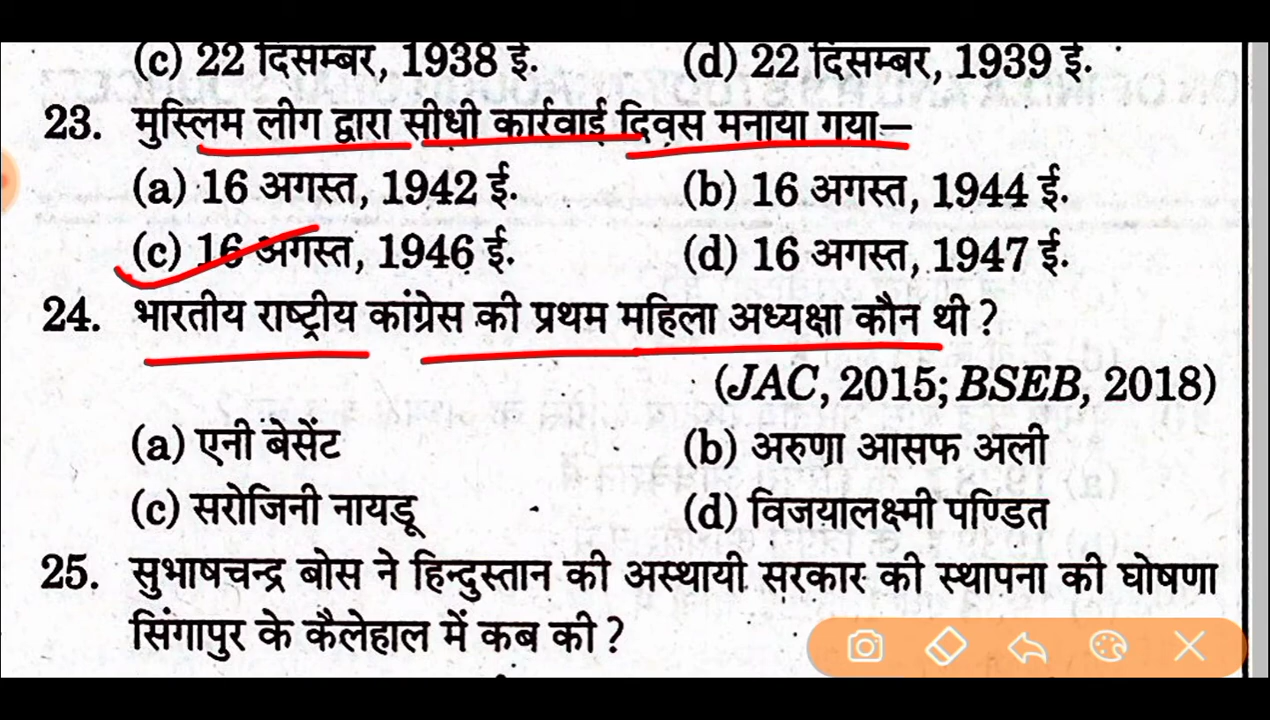 (c) 22 दिसम्बर, 1938 ई. (d) 22 दिसम्बर, 1939 ई.
23. मुस्लिम लीग द्वारा सीधी कार्रवाई दिवस मनाया गया—
(a) 16 अगस्त, 1942 ई. (b) 16 अगस्त, 1944 ई.
(c) 16 अगस्त, 1946 ई. (d) 16 अगस्त, 1947 ई.
24. भारतीय राष्ट्रीय कांग्रेस की प्रथम महिला अध्यक्षा कौन थी ?
(JAC, 2015; BSEB, 2018)
(a) एनी बेसेंट (b) अरुणा आसफ अली
(c) सरोजिनी नायडू (d) विजयालक्ष्मी पण्डित
25. सुभाषचन्द्र बोस ने हिन्दुस्तान की अस्थायी सरकार की स्थापना की घोषणा
सिंगापुर के कैलेहाल में कब की ?